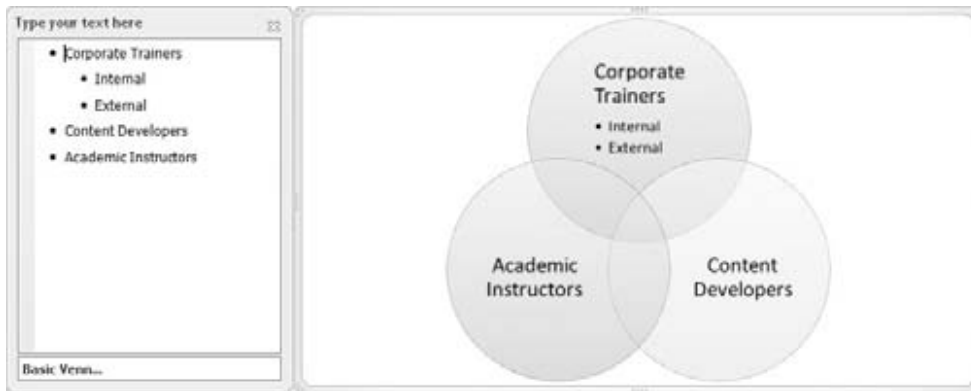 Type your text here
• Corporate Trainers
• Internal
• External
• Content Developers
• Academic Instructors
Basic Venn...
Corporate
Trainers
• Internal
• External
Academic
Instructors
Content
Developers